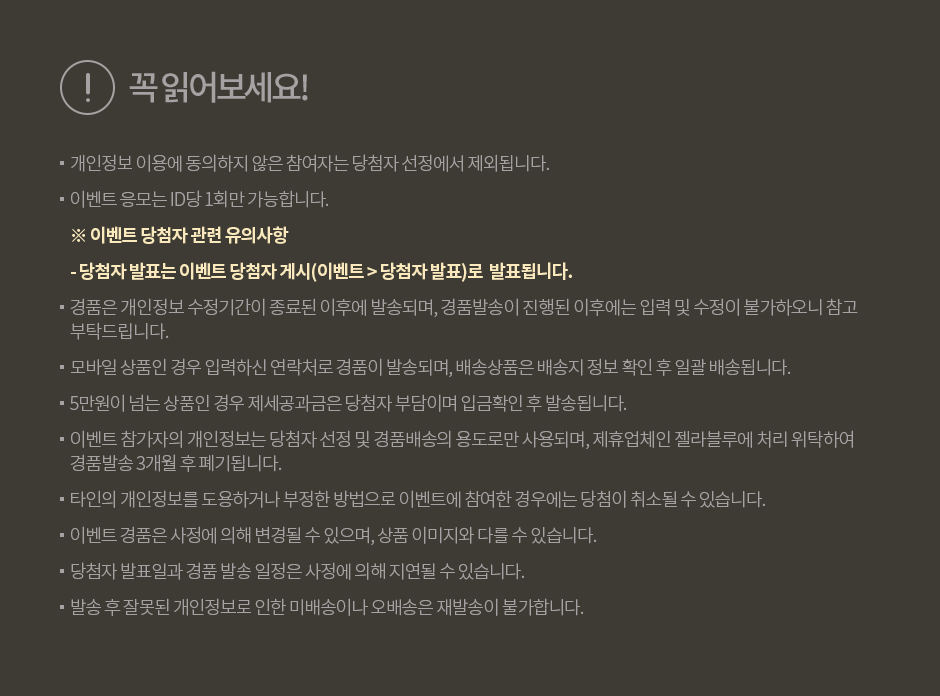 꼭 읽어보세요!
▪ 개인정보 이용에 동의하지 않은 참여자는 당첨자 선정에서 제외됩니다.
▪ 이벤트 응모는 ID당 1회만 가능합니다.
※ 이벤트 당첨자 관련 유의사항
- 당첨자 발표는 이벤트 당첨자 게시(이벤트 > 당첨자 발표)로 발표됩니다.
▪ 경품은 개인정보 수정기간이 종료된 이후에 발송되며, 경품발송이 진행된 이후에는 입력 및 수정이 불가하오니 참고
부탁드립니다.
▪ 모바일 상품인 경우 입력하신 연락처로 경품이 발송되며, 배송상품은 배송지 정보 확인 후 일괄 배송됩니다.
▪ 5만원이 넘는 상품인 경우 제세공과금은 당첨자 부담이며 입금확인 후 발송됩니다.
▪ 이벤트 참가자의 개인정보는 당첨자 선정 및 경품배송의 용도로만 사용되며, 제휴업체인 젤라블루에 처리 위탁하여
경품발송 3개월 후 폐기됩니다.
▪ 타인의 개인정보를 도용하거나 부정한 방법으로 이벤트에 참여한 경우에는 당첨이 취소될 수 있습니다.
▪ 이벤트 경품은 사정에 의해 변경될 수 있으며, 상품 이미지와 다를 수 있습니다.
▪ 당첨자 발표일과 경품 발송 일정은 사정에 의해 지연될 수 있습니다.
▪ 발송 후 잘못된 개인정보로 인한 미배송이나 오배송은 재발송이 불가합니다.